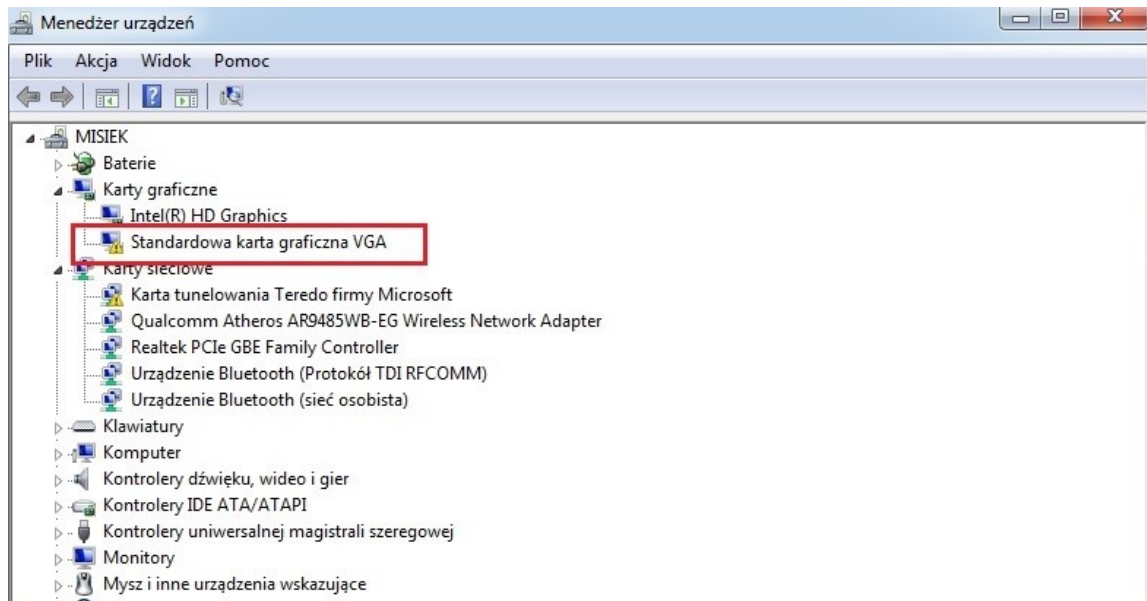 Menedżer urządzeń
Plik Akcja Widok Pomoc
MISIEK
Baterie
Karty graficzne
Intel(R) HD Graphics
Standardowa karta graficzna VGA
Karty sieciowe
Karta tunelowania Teredo firmy Microsoft
Qualcomm Atheros AR9485WB-EG Wireless Network Adapter
Realtek PCIe GBE Family Controller
Urządzenie Bluetooth (Protokół TDI RFCOMM)
Urządzenie Bluetooth (sieć osobista)
Klawiatury
Komputer
Kontrolery dźwięku, wideo i gier
Kontrolery IDE ATA/ATAPI
Kontrolery uniwersalnej magistrali szeregowej
Monitory
Mysz i inne urządzenia wskazujące